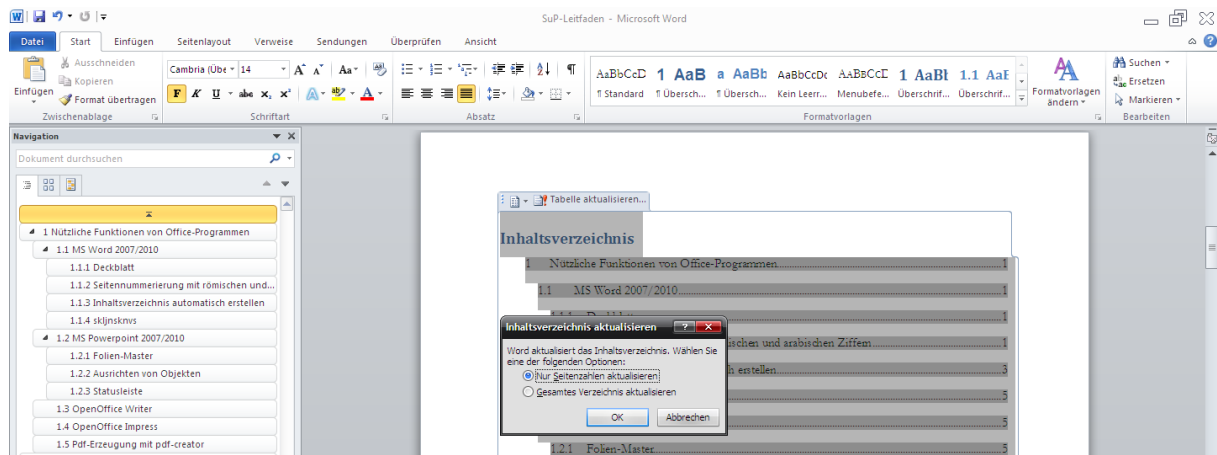 SuP-Leitfaden - Microsoft Word
Datei Start Einfügen Seitenlayout Verweise Sendungen Überprüfen Ansicht
Einfügen
Ausschneiden
Kopieren
Format übertragen
Zwischenablage
Cambria (Übe 14
F K U abc x₂ x²
Schriftart
Absatz
AaBbCcD 1 AaB a AaBb AaBbCcDc AaBbCcE 1 AaBl 1.1 AaE
¶ Standard ¶ Übersch... ¶ Übersch... Kein Leerr... Menubefe... Überschrif... Überschrif...
Formatvorlagen ändern
Formatvorlagen
Suchen
Ersetzen
Markieren
Bearbeiten
Navigation
Dokument durchsuchen
1 Nützliche Funktionen von Office-Programmen
1.1 MS Word 2007/2010
1.1.1 Deckblatt
1.1.2 Seitennummerierung mit römischen und...
1.1.3 Inhaltsverzeichnis automatisch erstellen
1.1.4 skljnsknvs
1.2 MS Powerpoint 2007/2010
1.2.1 Folien-Master
1.2.2 Ausrichten von Objekten
1.2.3 Statusleiste
1.3 OpenOffice Writer
1.4 OpenOffice Impress
1.5 Pdf-Erzeugung mit pdf-creator
Tabelle aktualisieren...
Inhaltsverzeichnis
1 Nützliche Funktionen von Office-Programmen 1
1.1 MS Word 2007/2010 1
1
ischen und arabischen Ziffern 1
h erstellen 3
5
5
1.2.1 Folien-Master 5
Inhaltsverzeichnis aktualisieren
Word aktualisiert das Inhaltsverzeichnis. Wählen Sie
eine der folgenden Optionen:
Nur Seitenzahlen aktualisieren
Gesamtes Verzeichnis aktualisieren
OK Abbrechen